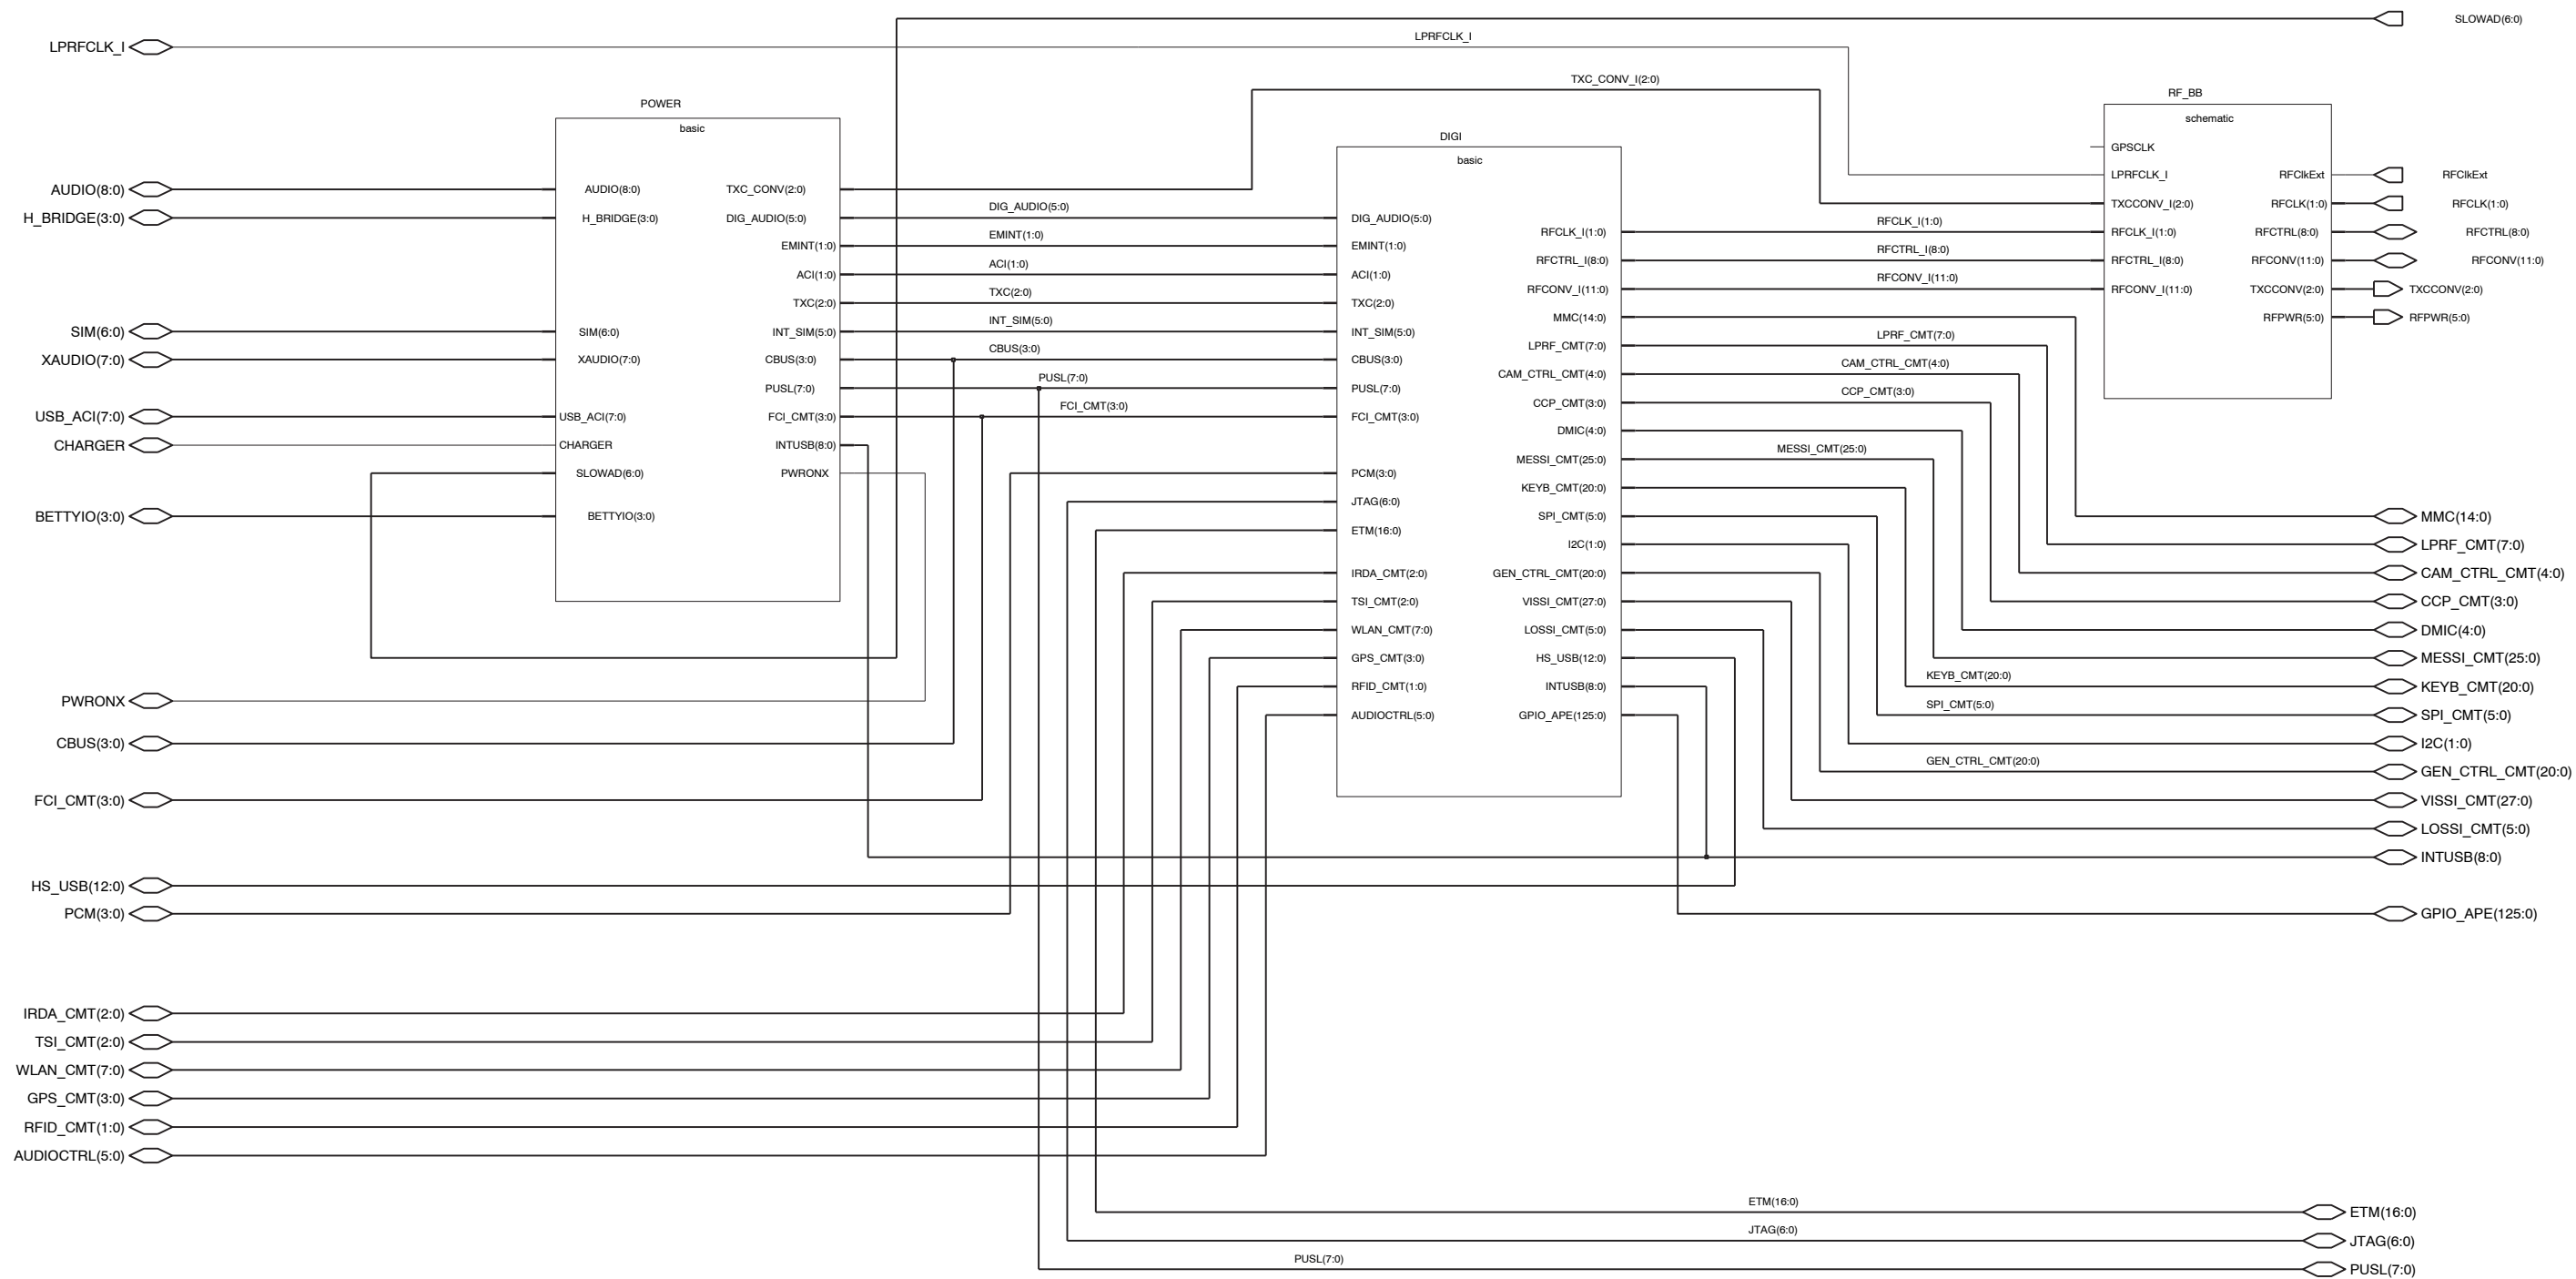 SLOWAD(6:0)
LPRFCLK_I
LPRFCLK_I
TXC_CONV_I(2:0)
POWER
basic
AUDIO(8:0)
AUDIO(8:0)
TXC_CONV(2:0)
H_BRIDGE(3:0)
H_BRIDGE(3:0)
DIG_AUDIO(5:0)
EMINT(1:0)
ACI(1:0)
TXC(2:0)
SIM(6:0)
SIM(6:0)
INT_SIM(5:0)
XAUDIO(7:0)
XAUDIO(7:0)
CBUS(3:0)
PUSL(7:0)
USB_ACI(7:0)
USB_ACI(7:0)
FCI_CMT(3:0)
CHARGER
CHARGER
INTUSB(8:0)
SLOWAD(6:0)
PWRONX
BETTYIO(3:0)
BETTYIO(3:0)
DIG_AUDIO(5:0)
EMINT(1:0)
ACI(1:0)
TXC(2:0)
INT_SIM(5:0)
CBUS(3:0)
PUSL(7:0)
FCI_CMT(3:0)
DIGI
basic
DIG_AUDIO(5:0)
RFCLK_I(1:0)
EMINT(1:0)
RFCTRL_I(8:0)
ACI(1:0)
RFCONV_I(11:0)
TXC(2:0)
MMC(14:0)
INT_SIM(5:0)
LPRF_CMT(7:0)
CBUS(3:0)
CAM_CTRL_CMT(4:0)
PUSL(7:0)
CCP_CMT(3:0)
FCI_CMT(3:0)
DMIC(4:0)
MESSI_CMT(25:0)
PCM(3:0)
KEYB_CMT(20:0)
JTAG(6:0)
SPI_CMT(5:0)
ETM(16:0)
I2C(1:0)
IRDA_CMT(2:0)
GEN_CTRL_CMT(20:0)
TSI_CMT(2:0)
VISSI_CMT(27:0)
WLAN_CMT(7:0)
LOSSI_CMT(5:0)
GPS_CMT(3:0)
HS_USB(12:0)
RFID_CMT(1:0)
INTUSB(8:0)
AUDIOCTRL(5:0)
GPIO_APE(125:0)
RFCLK_I(1:0)
RFCTRL_I(8:0)
RFCONV_I(11:0)
LPRF_CMT(7:0)
CAM_CTRL_CMT(4:0)
CCP_CMT(3:0)
MESSI_CMT(25:0)
KEYB_CMT(20:0)
SPI_CMT(5:0)
GEN_CTRL_CMT(20:0)
RF_BB
schematic
GPSCLK
LPRFCLK_I
RFClkExt
RFClkExt
TXCCONV_I(2:0)
RFCLK(1:0)
RFCLK(1:0)
RFCLK_I(1:0)
RFCTRL(8:0)
RFCTRL(8:0)
RFCTRL_I(8:0)
RFCONV(11:0)
RFCONV(11:0)
RFCONV_I(11:0)
TXCCONV(2:0)
TXCCONV(2:0)
RFPWR(5:0)
RFPWR(5:0)
MMC(14:0)
LPRF_CMT(7:0)
CAM_CTRL_CMT(4:0)
CCP_CMT(3:0)
DMIC(4:0)
MESSI_CMT(25:0)
KEYB_CMT(20:0)
SPI_CMT(5:0)
I2C(1:0)
GEN_CTRL_CMT(20:0)
VISSI_CMT(27:0)
LOSSI_CMT(5:0)
INTUSB(8:0)
GPIO_APE(125:0)
PWRONX
CBUS(3:0)
FCI_CMT(3:0)
HS_USB(12:0)
PCM(3:0)
IRDA_CMT(2:0)
TSI_CMT(2:0)
WLAN_CMT(7:0)
GPS_CMT(3:0)
RFID_CMT(1:0)
AUDIOCTRL(5:0)
ETM(16:0)
ETM(16:0)
JTAG(6:0)
JTAG(6:0)
PUSL(7:0)
PUSL(7:0)